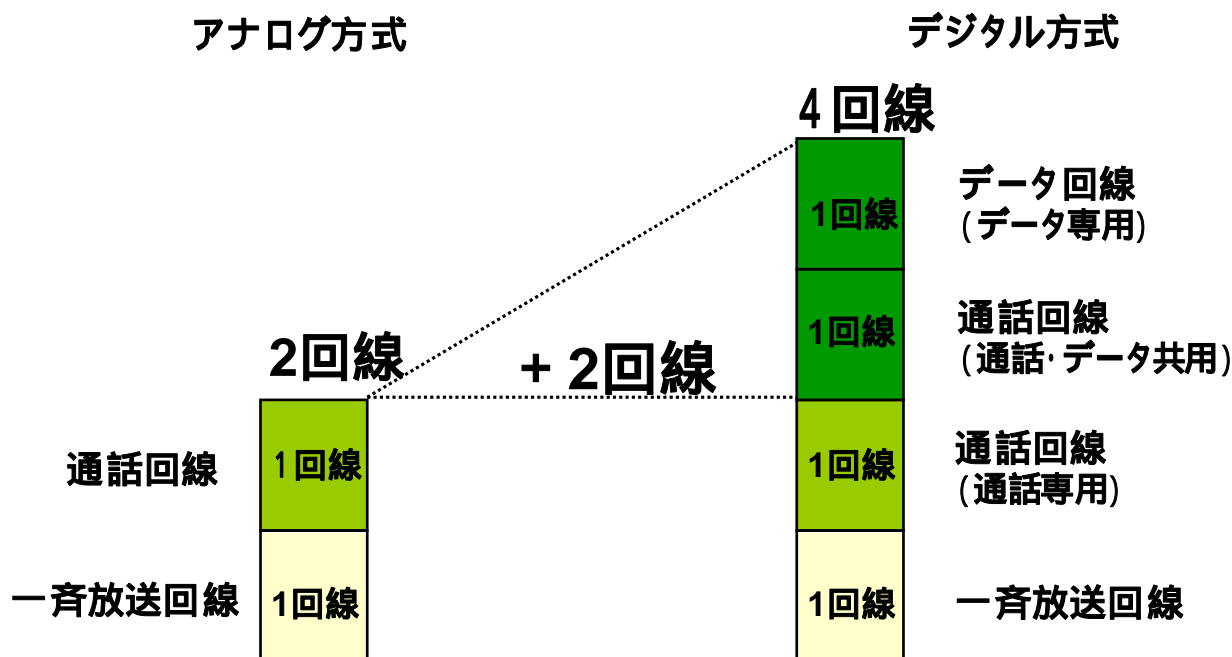 アナログ方式
デジタル方式
4回線
1回線
データ回線
(データ専用)
1回線
通話回線
(通話・データ共用)
2回線
+ 2回線
通話回線
1回線
1回線
通話回線
(通話専用)
一斉放送回線
1回線
1回線
一斉放送回線